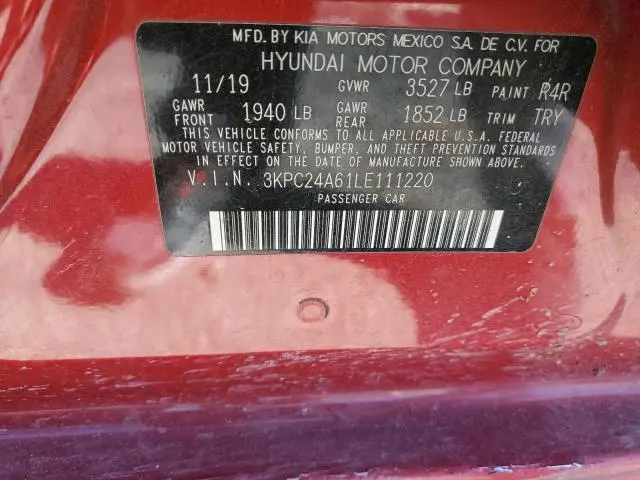 MFD. BY KIA MOTORS MEXICO S.A. DE C.V. FOR
HYUNDAI MOTOR COMPANY
11/19 GVWR 3527 LB PAINT R4R
GAWR FRONT 1940 LB GAWR REAR 1852 LB TRIM TRY
THIS VEHICLE CONFORMS TO ALL APPLICABLE U.S.A. FEDERAL
MOTOR VEHICLE SAFETY, BUMPER, AND THEFT PREVENTION STANDARDS
IN EFFECT ON THE DATE OF MANUFACTURE SHOWN ABOVE.
V.I.N. 3KPC24A61LE111220
PASSENGER CAR